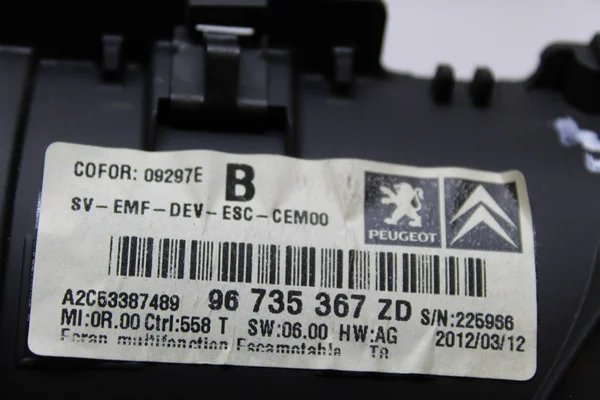 COFOR: 09297E B
SV-EMF-DEV-ESC-CEM00
PEUGEOT
A2C53387489 96 735 367 ZD S/N:225966
MI:0R.00 Ctrl:558 T SW:06.00 HW:AG 2012/03/12
Ecran multifonction Escamotable T8